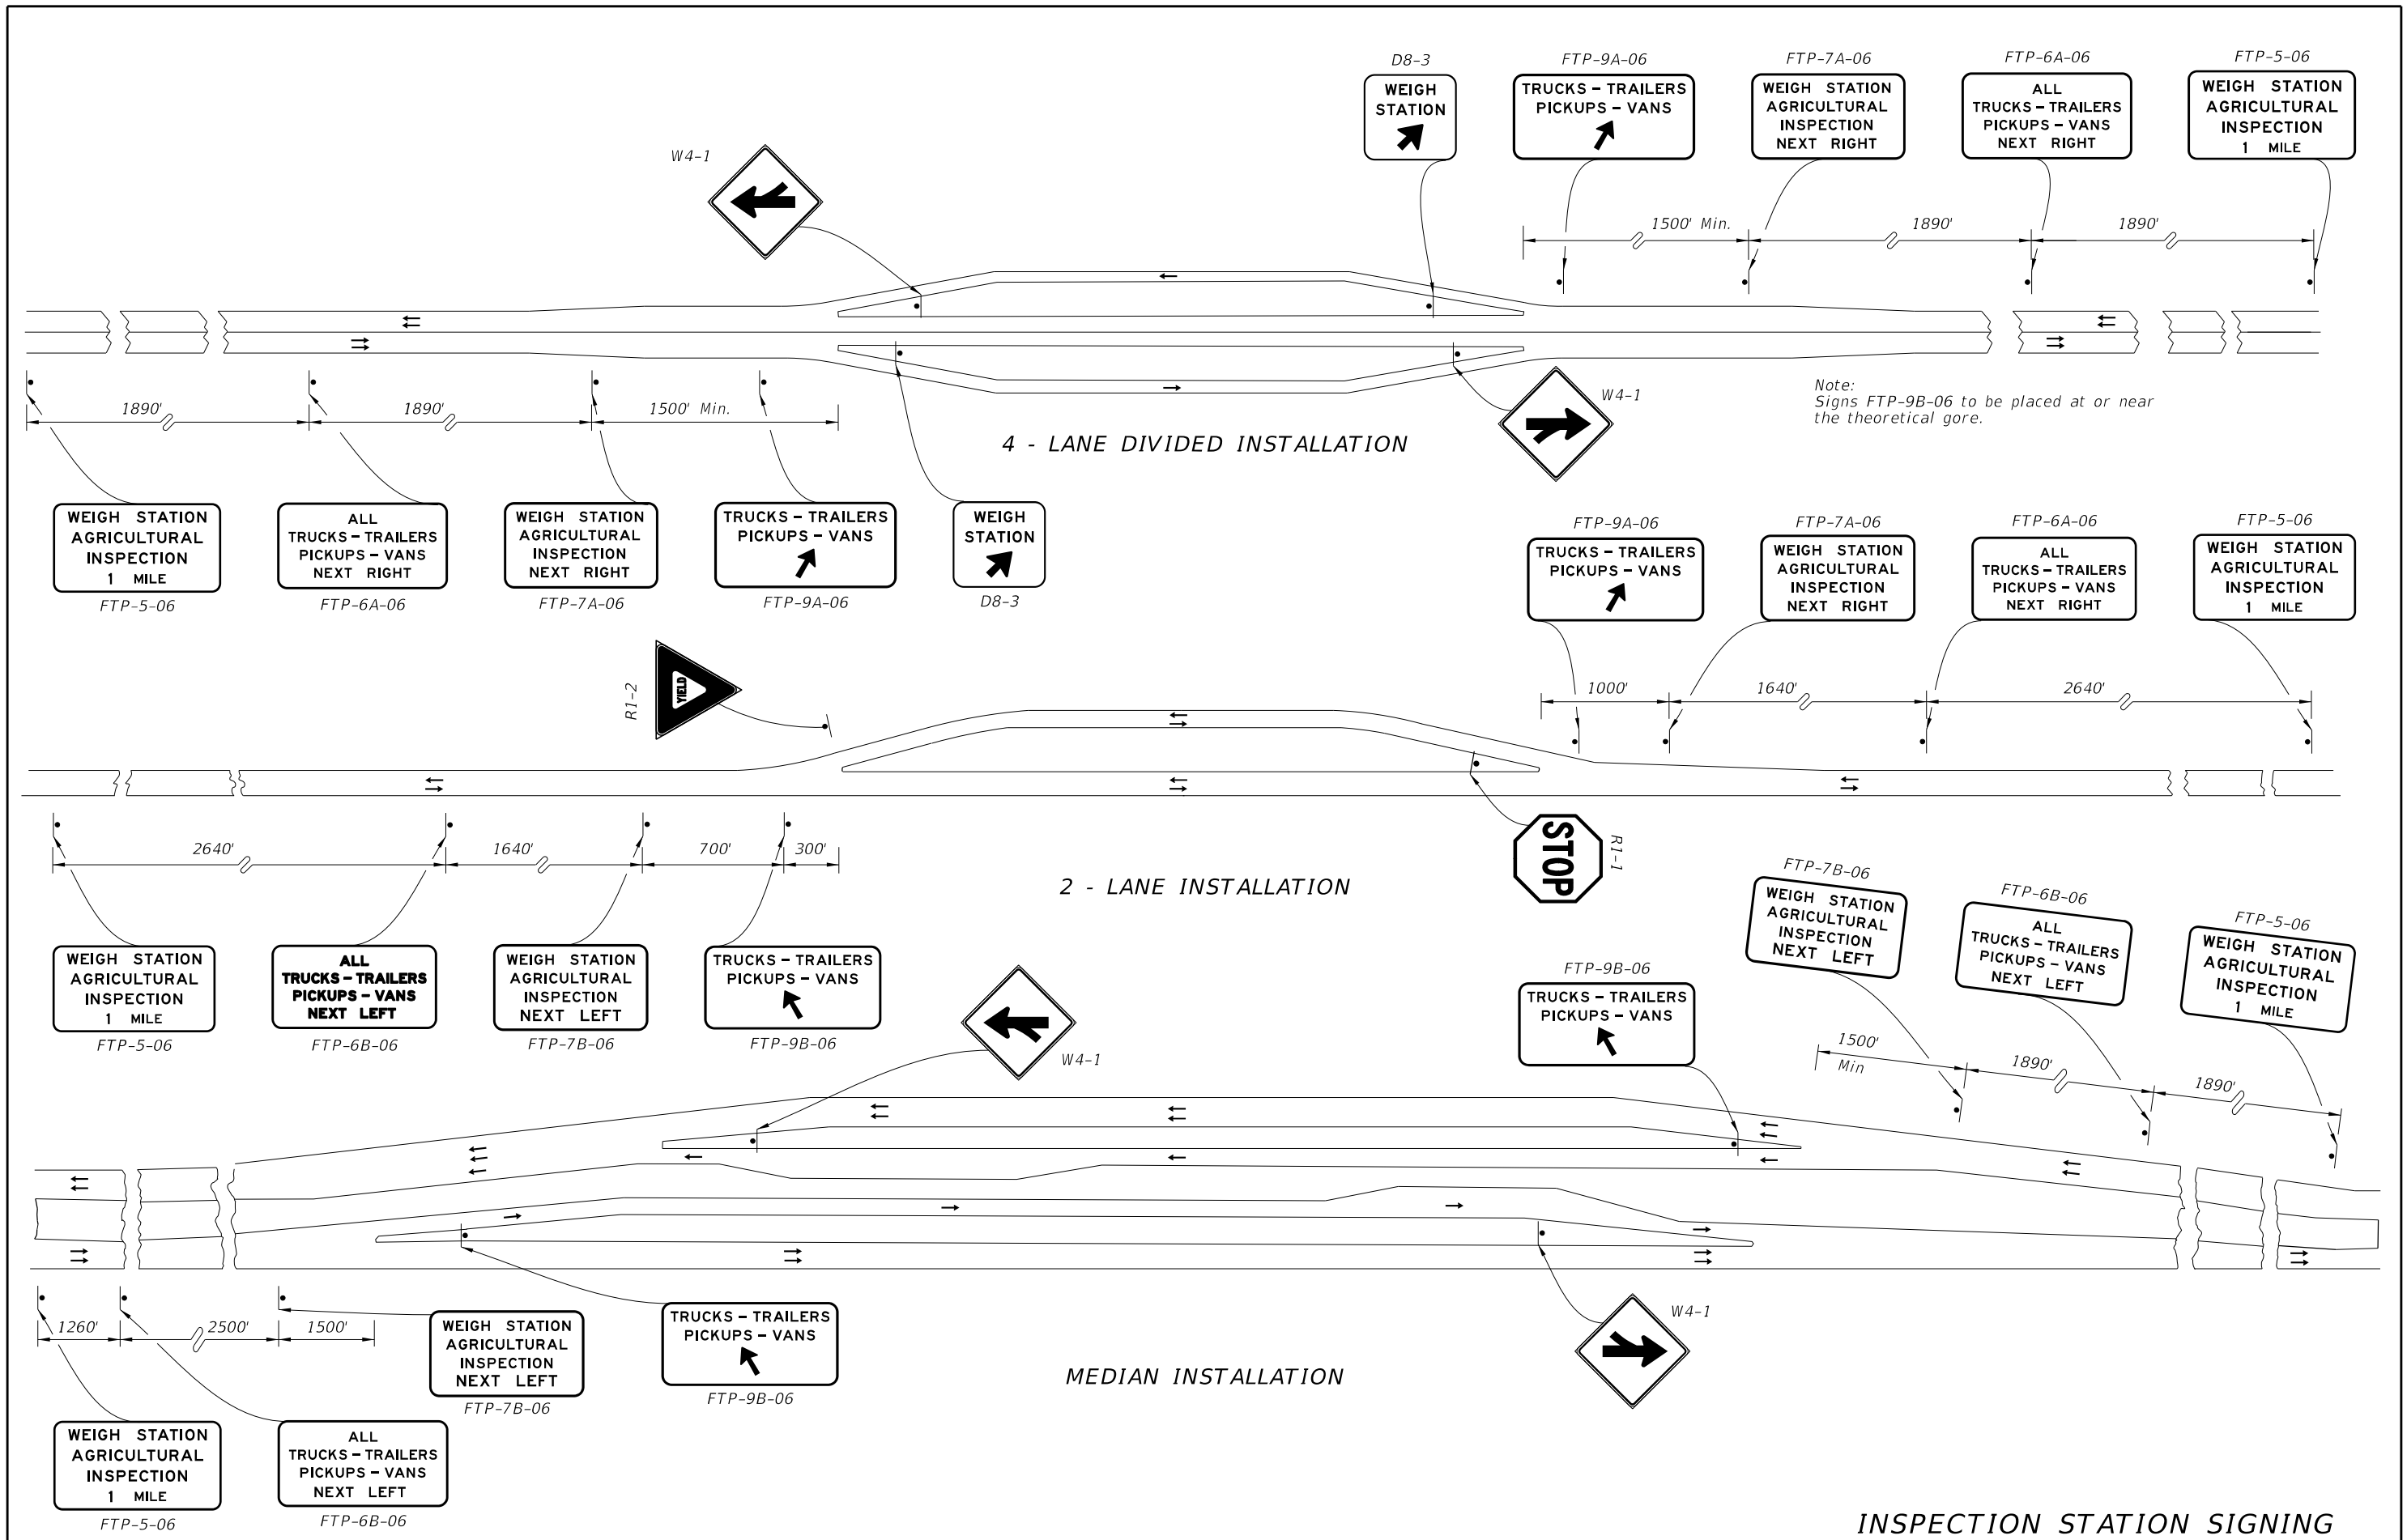 D8-3
FTP-9A-06
FTP-7A-06
FTP-6A-06
FTP-5-06
WEIGH
STATION
TRUCKS - TRAILERS
PICKUPS - VANS
WEIGH STATION
AGRICULTURAL
INSPECTION
NEXT RIGHT
ALL
TRUCKS - TRAILERS
PICKUPS - VANS
NEXT RIGHT
WEIGH STATION
AGRICULTURAL
INSPECTION
1 MILE
W4-1
1500' Min.
1890'
1890'
1890'
1890'
1500' Min.
W4-1
Note:
Signs FTP-9B-06 to be placed at or near
the theoretical gore.
4 - LANE DIVIDED INSTALLATION
WEIGH STATION
AGRICULTURAL
INSPECTION
1 MILE
FTP-5-06
ALL
TRUCKS - TRAILERS
PICKUPS - VANS
NEXT RIGHT
FTP-6A-06
WEIGH STATION
AGRICULTURAL
INSPECTION
NEXT RIGHT
FTP-7A-06
TRUCKS - TRAILERS
PICKUPS - VANS
FTP-9A-06
WEIGH
STATION
D8-3
FTP-9A-06
TRUCKS - TRAILERS
PICKUPS - VANS
FTP-7A-06
WEIGH STATION
AGRICULTURAL
INSPECTION
NEXT RIGHT
FTP-6A-06
ALL
TRUCKS - TRAILERS
PICKUPS - VANS
NEXT RIGHT
FTP-5-06
WEIGH STATION
AGRICULTURAL
INSPECTION
1 MILE
R1-2
YIELD
1000'
1640'
2640'
2640'
1640'
700'
300'
STOP
R1-1
2 - LANE INSTALLATION
WEIGH STATION
AGRICULTURAL
INSPECTION
1 MILE
FTP-5-06
ALL
TRUCKS - TRAILERS
PICKUPS - VANS
NEXT LEFT
FTP-6B-06
WEIGH STATION
AGRICULTURAL
INSPECTION
NEXT LEFT
FTP-7B-06
TRUCKS - TRAILERS
PICKUPS - VANS
FTP-9B-06
W4-1
FTP-9B-06
TRUCKS - TRAILERS
PICKUPS - VANS
FTP-7B-06
WEIGH STATION
AGRICULTURAL
INSPECTION
NEXT LEFT
FTP-6B-06
ALL
TRUCKS - TRAILERS
PICKUPS - VANS
NEXT LEFT
FTP-5-06
WEIGH STATION
AGRICULTURAL
INSPECTION
1 MILE
1500'
Min
1890'
1890'
1260'
2500'
1500'
WEIGH STATION
AGRICULTURAL
INSPECTION
NEXT LEFT
FTP-7B-06
TRUCKS - TRAILERS
PICKUPS - VANS
FTP-9B-06
W4-1
MEDIAN INSTALLATION
WEIGH STATION
AGRICULTURAL
INSPECTION
1 MILE
FTP-5-06
ALL
TRUCKS - TRAILERS
PICKUPS - VANS
NEXT LEFT
FTP-6B-06
INSPECTION STATION SIGNING